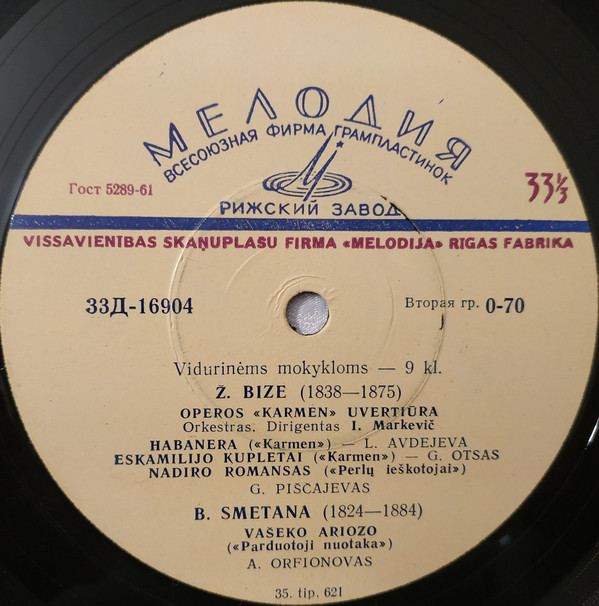 МЕЛОДИЯ
ВСЕСОЮЗНАЯ ФИРМА ГРАМПЛАСТИНОК
Гост 5289-61
33⅓
РИЖСКИЙ ЗАВОД
VISSAVIENĪBAS SKAŅUPLAŠU FIRMA «MELODIJA» RĪGAS FABRIKA
33Д-16904
Вторая гр. 0-70
Vidurinėms mokykloms — 9 kl.
Ž. BIZE (1838—1875)
OPEROS «KARMEN» UVERTIŪRA
Orkestras, Dirigentas I. Markevič
HABANERA («Karmen») — L. AVDEJEVA
ESKAMILIJO KUPLETAI («Karmen») — G. OTSAS
NADIRO ROMANSAS («Perlų ieškotojai»)
G. PIŠČAJEVAS
B. SMETANA (1824—1884)
VAŠEKO ARIOZO
(«Parduotoji nuotaka»)
A. ORFIONOVAS
35. tip. 621